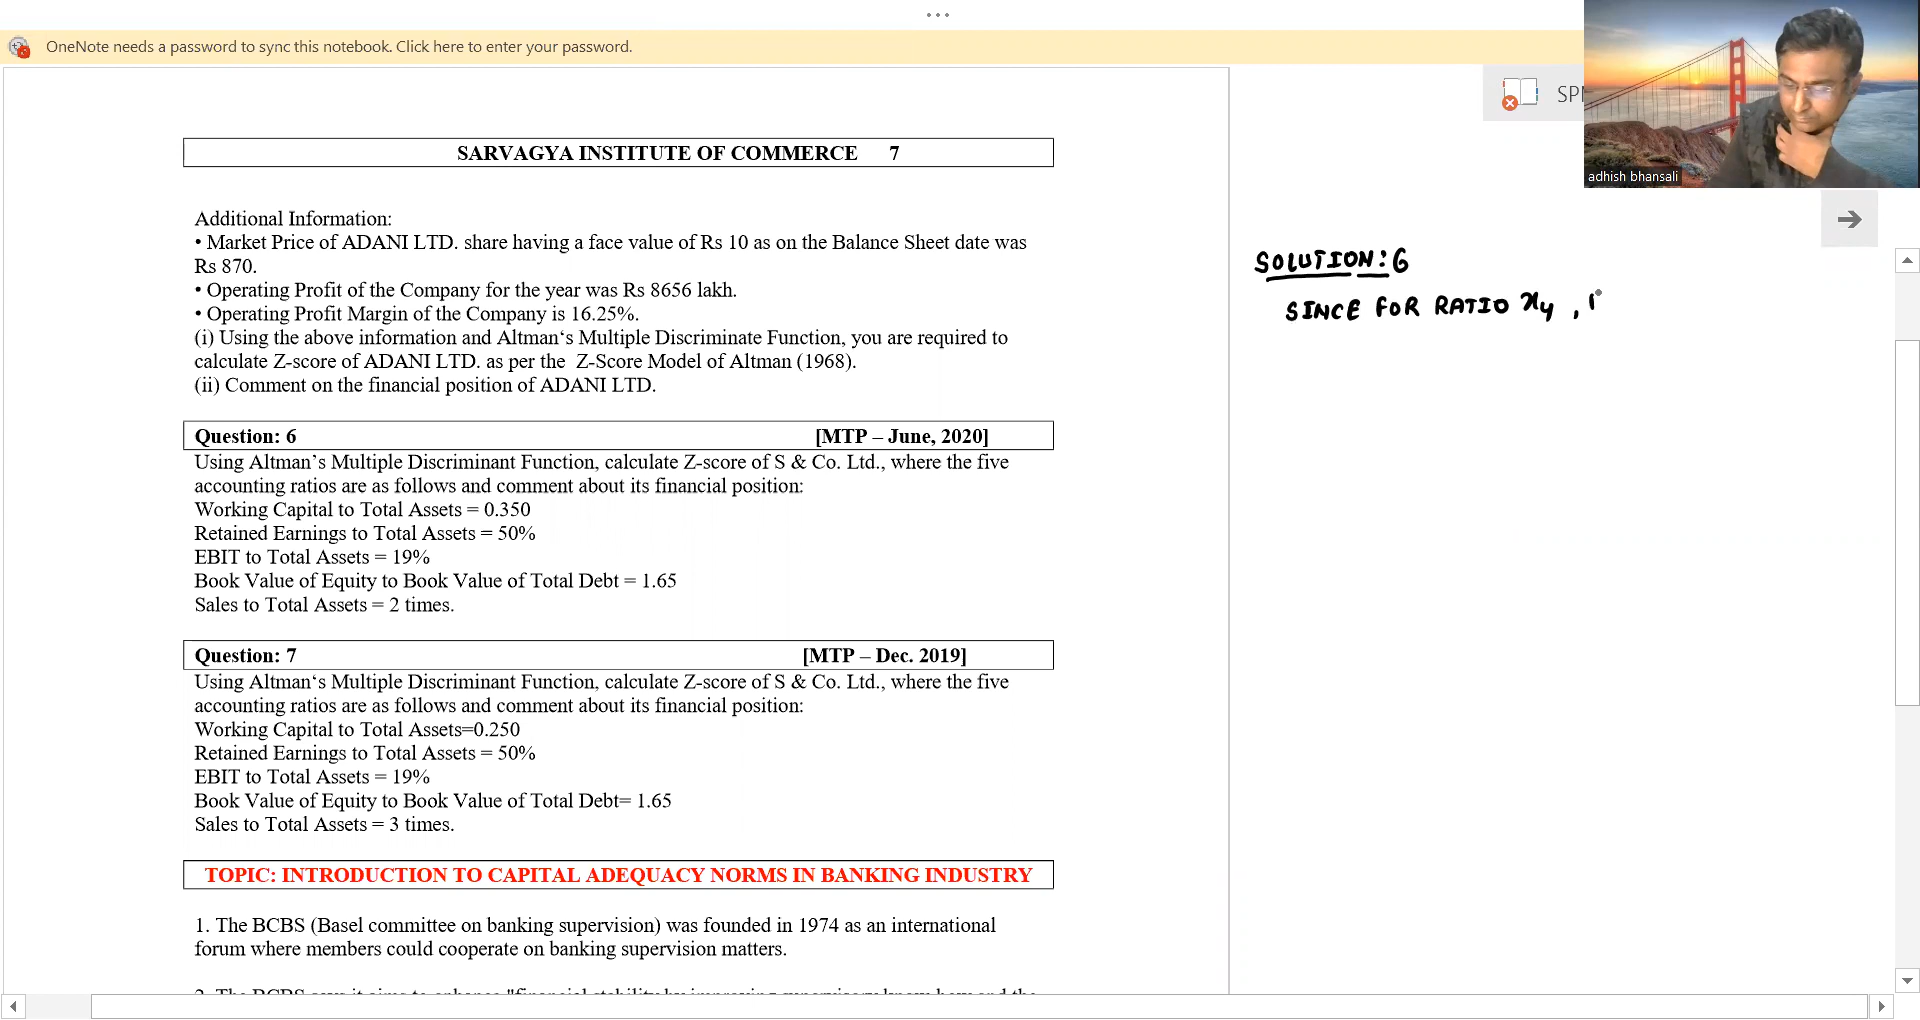 OneNote needs a password to sync this notebook. Click here to enter your password.
adhish bhansali
SARVAGYA INSTITUTE OF COMMERCE 7
Additional Information:
• Market Price of ADANI LTD. share having a face value of Rs 10 as on the Balance Sheet date was
Rs 870.
• Operating Profit of the Company for the year was Rs 8656 lakh.
• Operating Profit Margin of the Company is 16.25%.
(i) Using the above information and Altman‘s Multiple Discriminate Function, you are required to
calculate Z-score of ADANI LTD. as per the Z-Score Model of Altman (1968).
(ii) Comment on the financial position of ADANI LTD.
Question: 6 [MTP – June, 2020]
Using Altman’s Multiple Discriminant Function, calculate Z-score of S & Co. Ltd., where the five
accounting ratios are as follows and comment about its financial position:
Working Capital to Total Assets = 0.350
Retained Earnings to Total Assets = 50%
EBIT to Total Assets = 19%
Book Value of Equity to Book Value of Total Debt = 1.65
Sales to Total Assets = 2 times.
Question: 7 [MTP – Dec. 2019]
Using Altman‘s Multiple Discriminant Function, calculate Z-score of S & Co. Ltd., where the five
accounting ratios are as follows and comment about its financial position:
Working Capital to Total Assets=0.250
Retained Earnings to Total Assets = 50%
EBIT to Total Assets = 19%
Book Value of Equity to Book Value of Total Debt= 1.65
Sales to Total Assets = 3 times.
TOPIC: INTRODUCTION TO CAPITAL ADEQUACY NORMS IN BANKING INDUSTRY
1. The BCBS (Basel committee on banking supervision) was founded in 1974 as an international
forum where members could cooperate on banking supervision matters.
SOLUTION: 6
SINCE FOR RATIO x4 ,